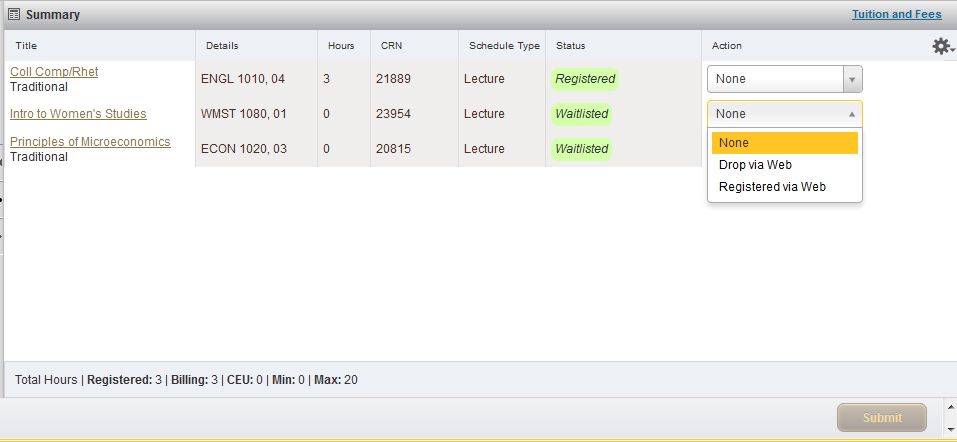 Summary Tuition and Fees
Title Details Hours CRN Schedule Type Status Action
Coll Comp/Rhet
Traditional
ENGL 1010, 04 3 21889 Lecture Registered None
Intro to Women's Studies WMST 1080, 01 0 23954 Lecture Waitlisted None
Principles of Microeconomics
Traditional
ECON 1020, 03 0 20815 Lecture Waitlisted
None
Drop via Web
Registered via Web
Total Hours | Registered: 3 | Billing: 3 | CEU: 0 | Min: 0 | Max: 20
Submit